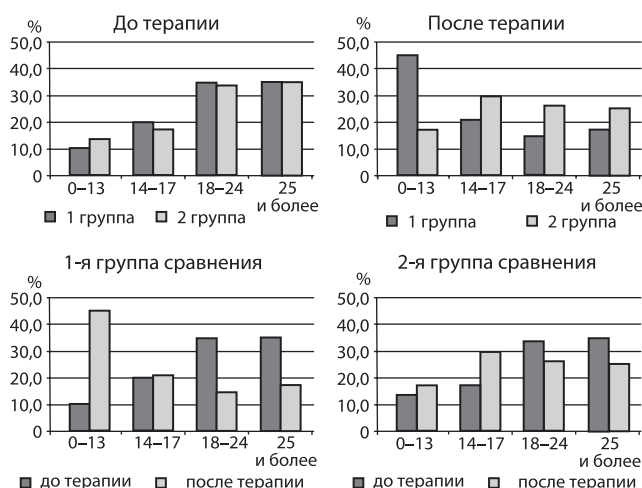 До терапии
%
50,0
40,0
30,0
20,0
10,0
0
0–13 14–17 18–24 25
и более
1 группа 2 группа
После терапии
%
50,0
40,0
30,0
20,0
10,0
0
0–13 14–17 18–24 25
и более
1 группа 2 группа
1-я группа сравнения
%
50,0
40,0
30,0
20,0
10,0
0
0–13 14–17 18–24 25
и более
до терапии после терапии
2-я группа сравнения
%
50,0
40,0
30,0
20,0
10,0
0
0–13 14–17 18–24 25
и более
до терапии после терапии